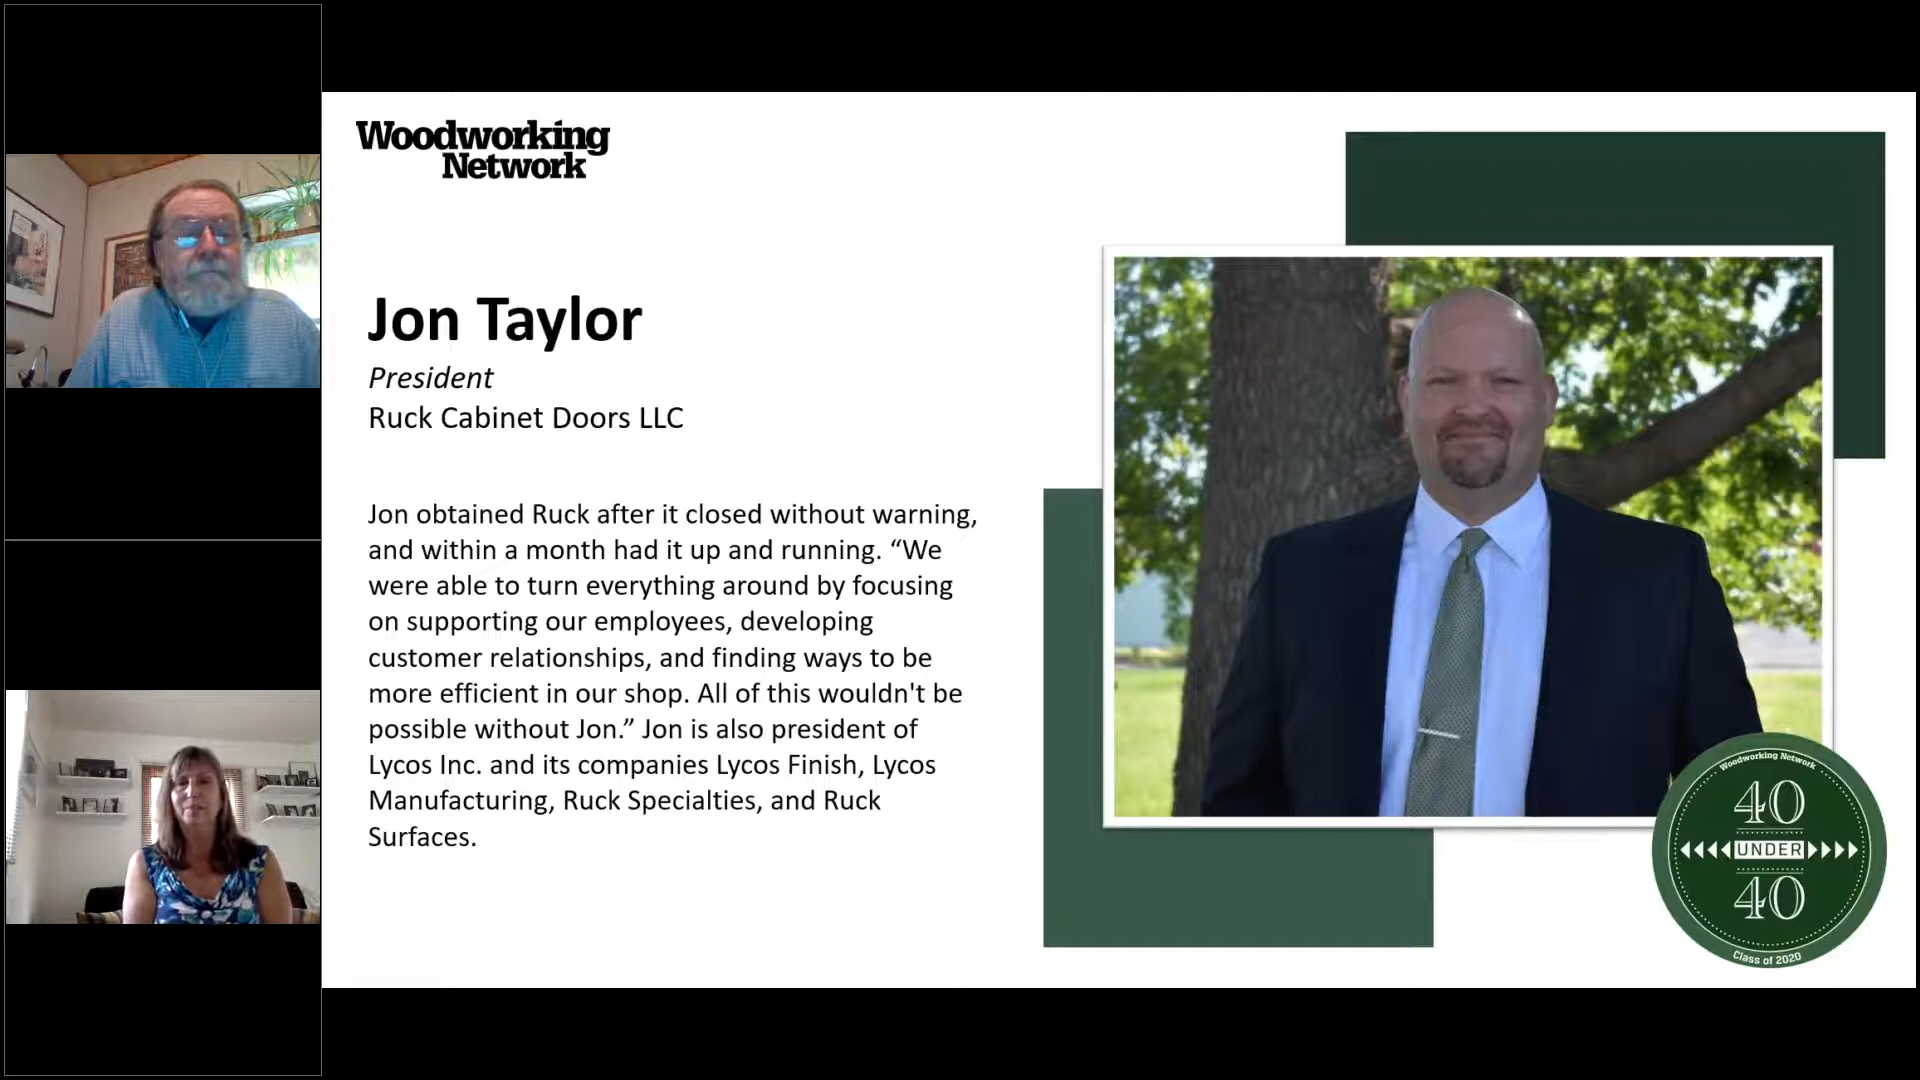 Woodworking
Network
Jon Taylor
President
Ruck Cabinet Doors LLC
Jon obtained Ruck after it closed without warning,
and within a month had it up and running. “We
were able to turn everything around by focusing
on supporting our employees, developing
customer relationships, and finding ways to be
more efficient in our shop. All of this wouldn't be
possible without Jon.” Jon is also president of
Lycos Inc. and its companies Lycos Finish, Lycos
Manufacturing, Ruck Specialties, and Ruck
Surfaces.
Woodworking Network
40
UNDER
40
Class of 2020